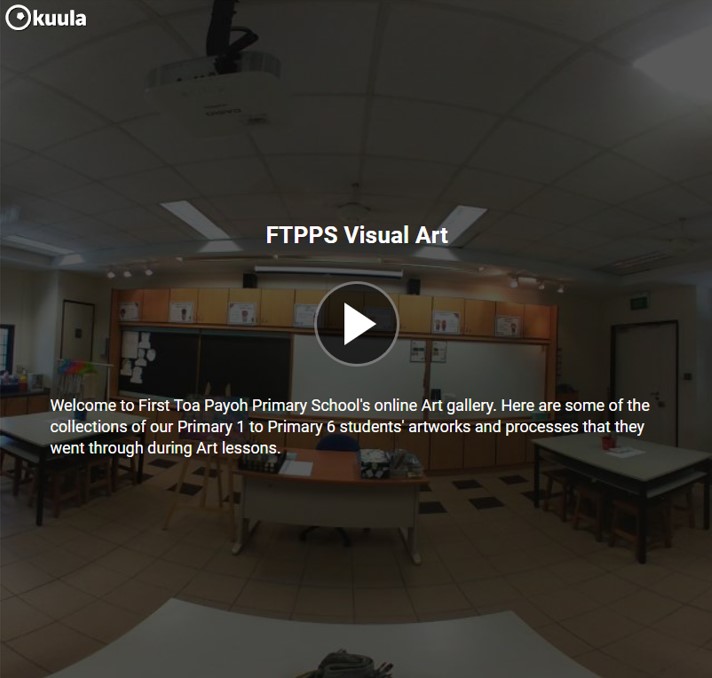 kuula
FTPPS Visual Art
Welcome to First Toa Payoh Primary School's online Art gallery. Here are some of the
collections of our Primary 1 to Primary 6 students' artworks and processes that they
went through during Art lessons.